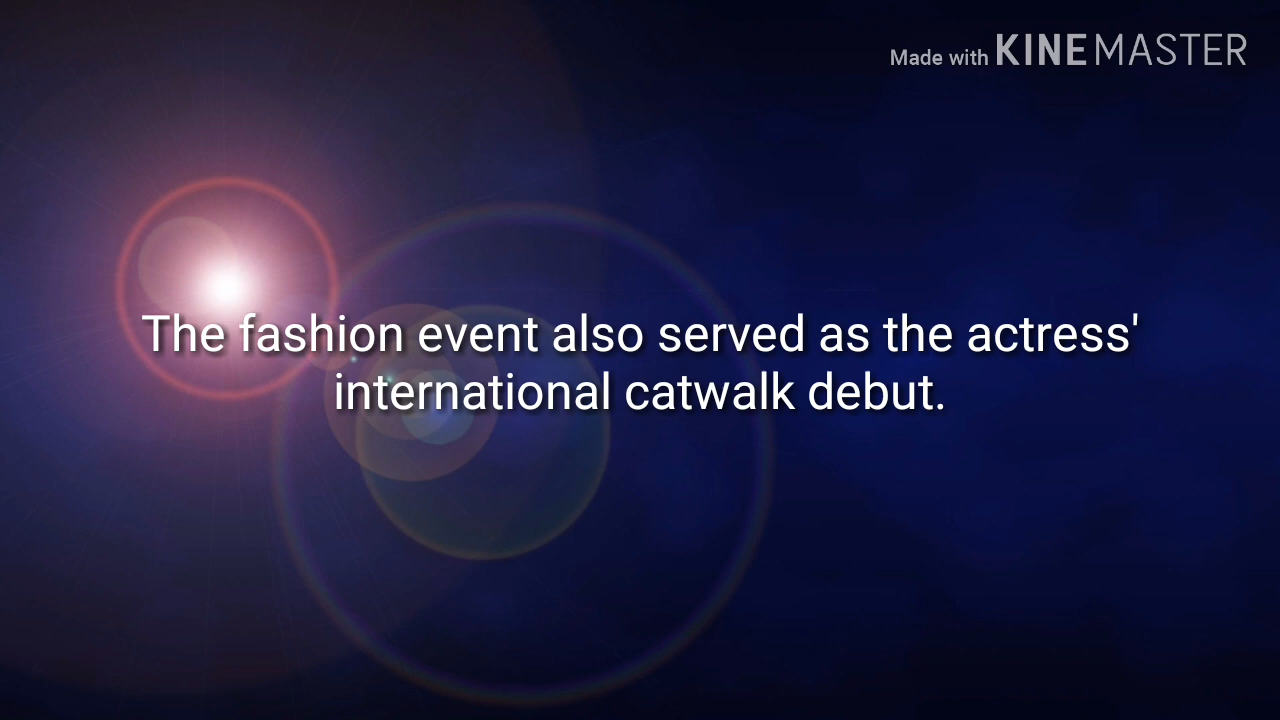 Made with KINEMASTER
The fashion event also served as the actress'
international catwalk debut.